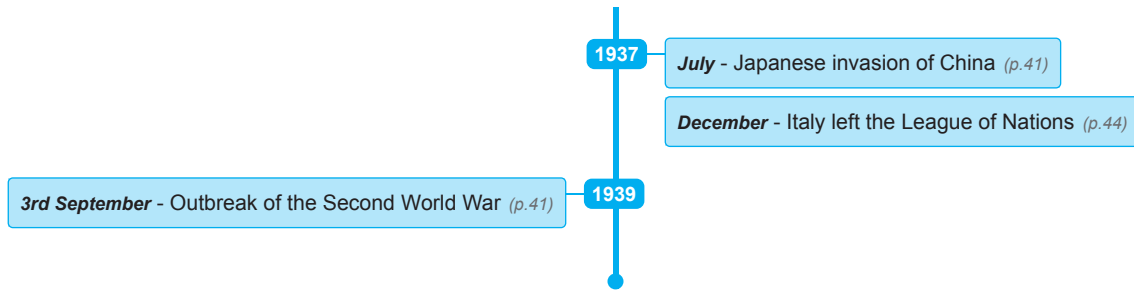 1937
July - Japanese invasion of China (p.41)
December - Italy left the League of Nations (p.44)
1939
3rd September - Outbreak of the Second World War (p.41)